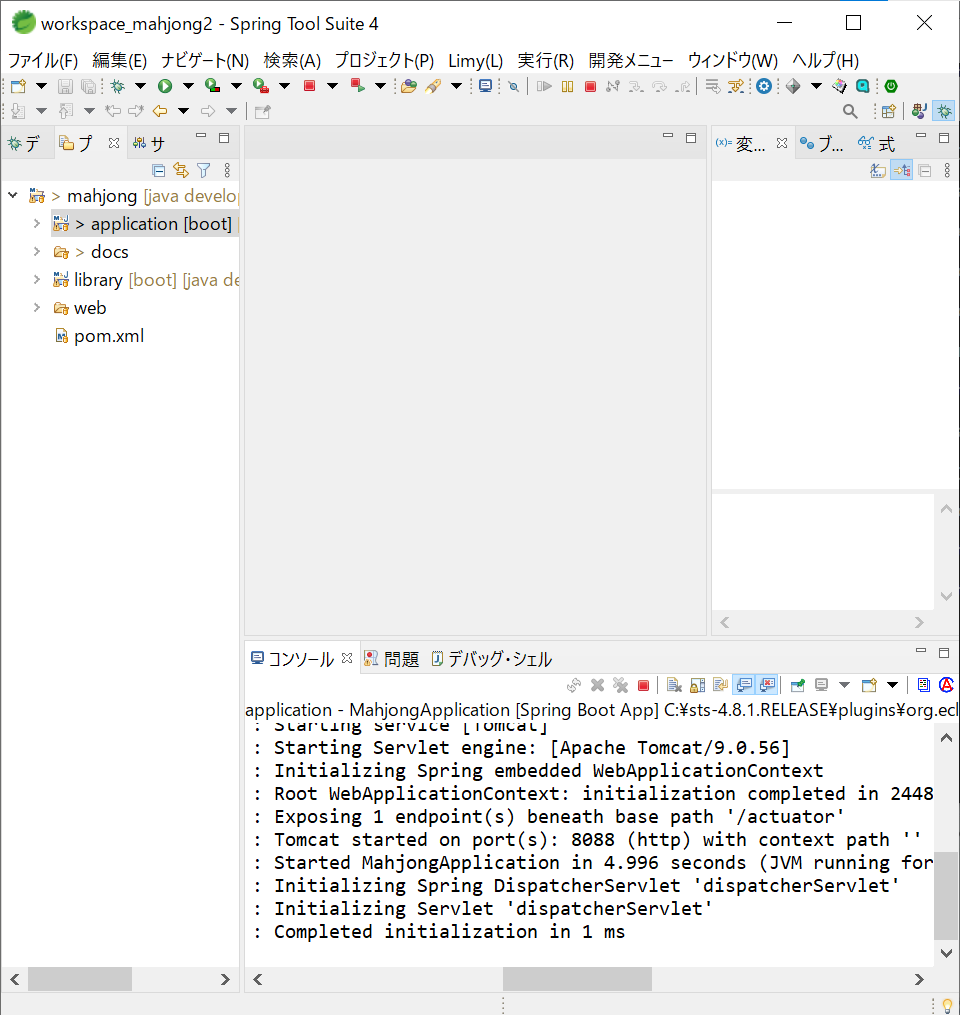 workspace_mahjong2 - Spring Tool Suite 4
ファイル(F) 編集(E) ナビゲート(N) 検索(A) プロジェクト(P) Limy(L) 実行(R) 開発メニュー ウィンドウ(W) ヘルプ(H)
デ プ サ
(x)= 変... ブ... 式
> mahjong [java develo
> application [boot]
> docs
library [boot] [java de
web
pom.xml
コンソール 問題 デバッグ・シェル
application - MahjongApplication [Spring Boot App] C:¥sts-4.8.1.RELEASE¥plugins¥org.ecl
: Starting service [Tomcat]
: Starting Servlet engine: [Apache Tomcat/9.0.56]
: Initializing Spring embedded WebApplicationContext
: Root WebApplicationContext: initialization completed in 2448
: Exposing 1 endpoint(s) beneath base path '/actuator'
: Tomcat started on port(s): 8088 (http) with context path ''
: Started MahjongApplication in 4.996 seconds (JVM running for
: Initializing Spring DispatcherServlet 'dispatcherServlet'
: Initializing Servlet 'dispatcherServlet'
: Completed initialization in 1 ms